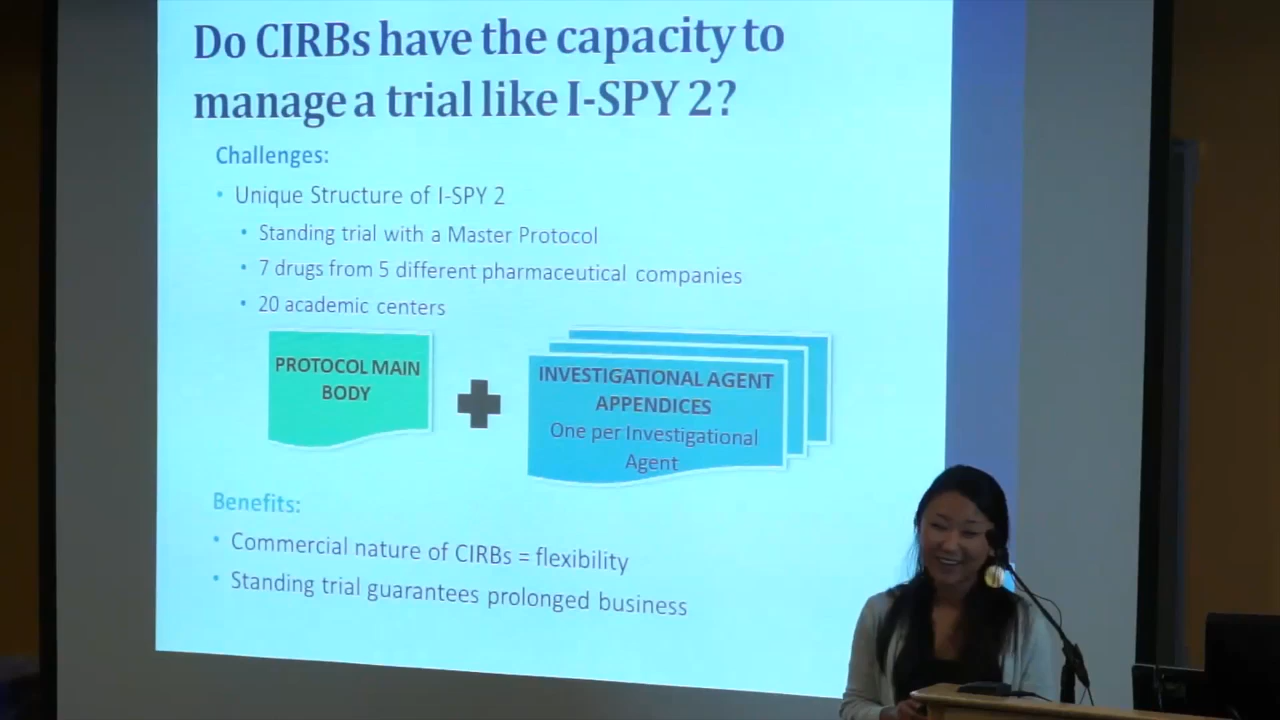 Do CIRBs have the capacity to
manage a trial like I-SPY 2?
Challenges:
• Unique Structure of I-SPY 2
• Standing trial with a Master Protocol
• 7 drugs from 5 different pharmaceutical companies
• 20 academic centers
PROTOCOL MAIN
BODY
INVESTIGATIONAL AGENT
APPENDICES
One per Investigational
Agent
Benefits:
• Commercial nature of CIRBs = flexibility
• Standing trial guarantees prolonged business